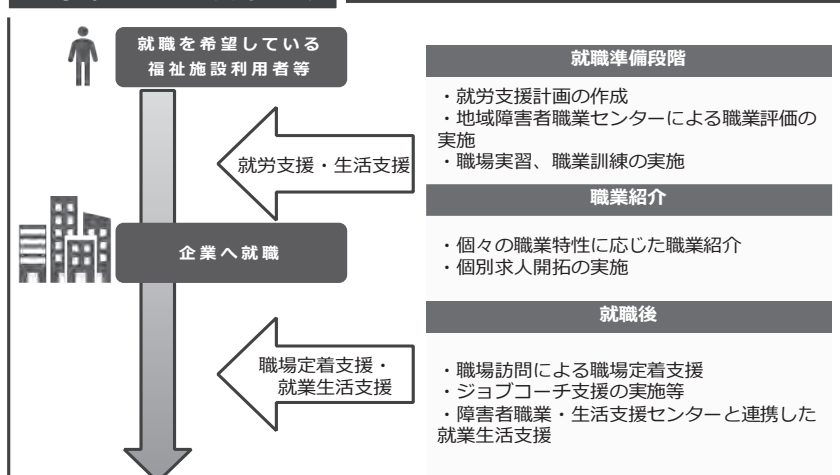 就職を希望している
福祉施設利用者等
就労支援・生活支援
企業へ就職
職場定着支援・
就業生活支援
就職準備段階
・就労支援計画の作成
・地域障害者職業センターによる職業評価の
実施
・職場実習、職業訓練の実施
職業紹介
・個々の職業特性に応じた職業紹介
・個別求人開拓の実施
就職後
・職場訪問による職場定着支援
・ジョブコーチ支援の実施等
・障害者職業・生活支援センターと連携した
就業生活支援